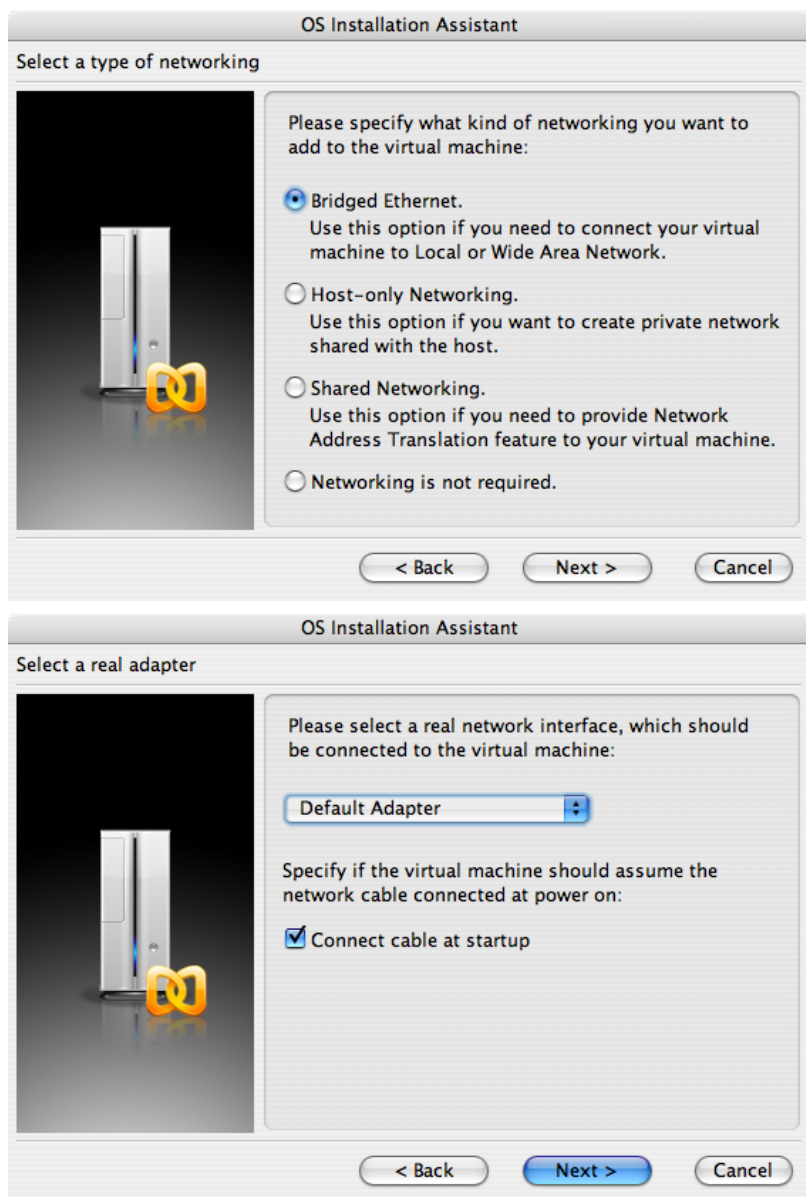 OS Installation Assistant
Select a type of networking
Please specify what kind of networking you want to
add to the virtual machine:
Bridged Ethernet.
Use this option if you need to connect your virtual
machine to Local or Wide Area Network.
Host-only Networking.
Use this option if you want to create private network
shared with the host.
Shared Networking.
Use this option if you need to provide Network
Address Translation feature to your virtual machine.
Networking is not required.
< Back
Next >
Cancel
OS Installation Assistant
Select a real adapter
Please select a real network interface, which should
be connected to the virtual machine:
Default Adapter
Specify if the virtual machine should assume the
network cable connected at power on:
Connect cable at startup
< Back
Next >
Cancel